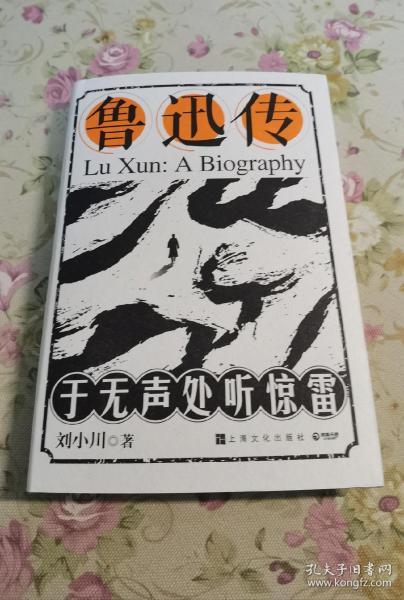 鲁迅传
Lu Xun: A Biography
于无声处听惊雷
刘小川◎著
上海文化出版社
孔夫子旧书网
www.kongfz.com